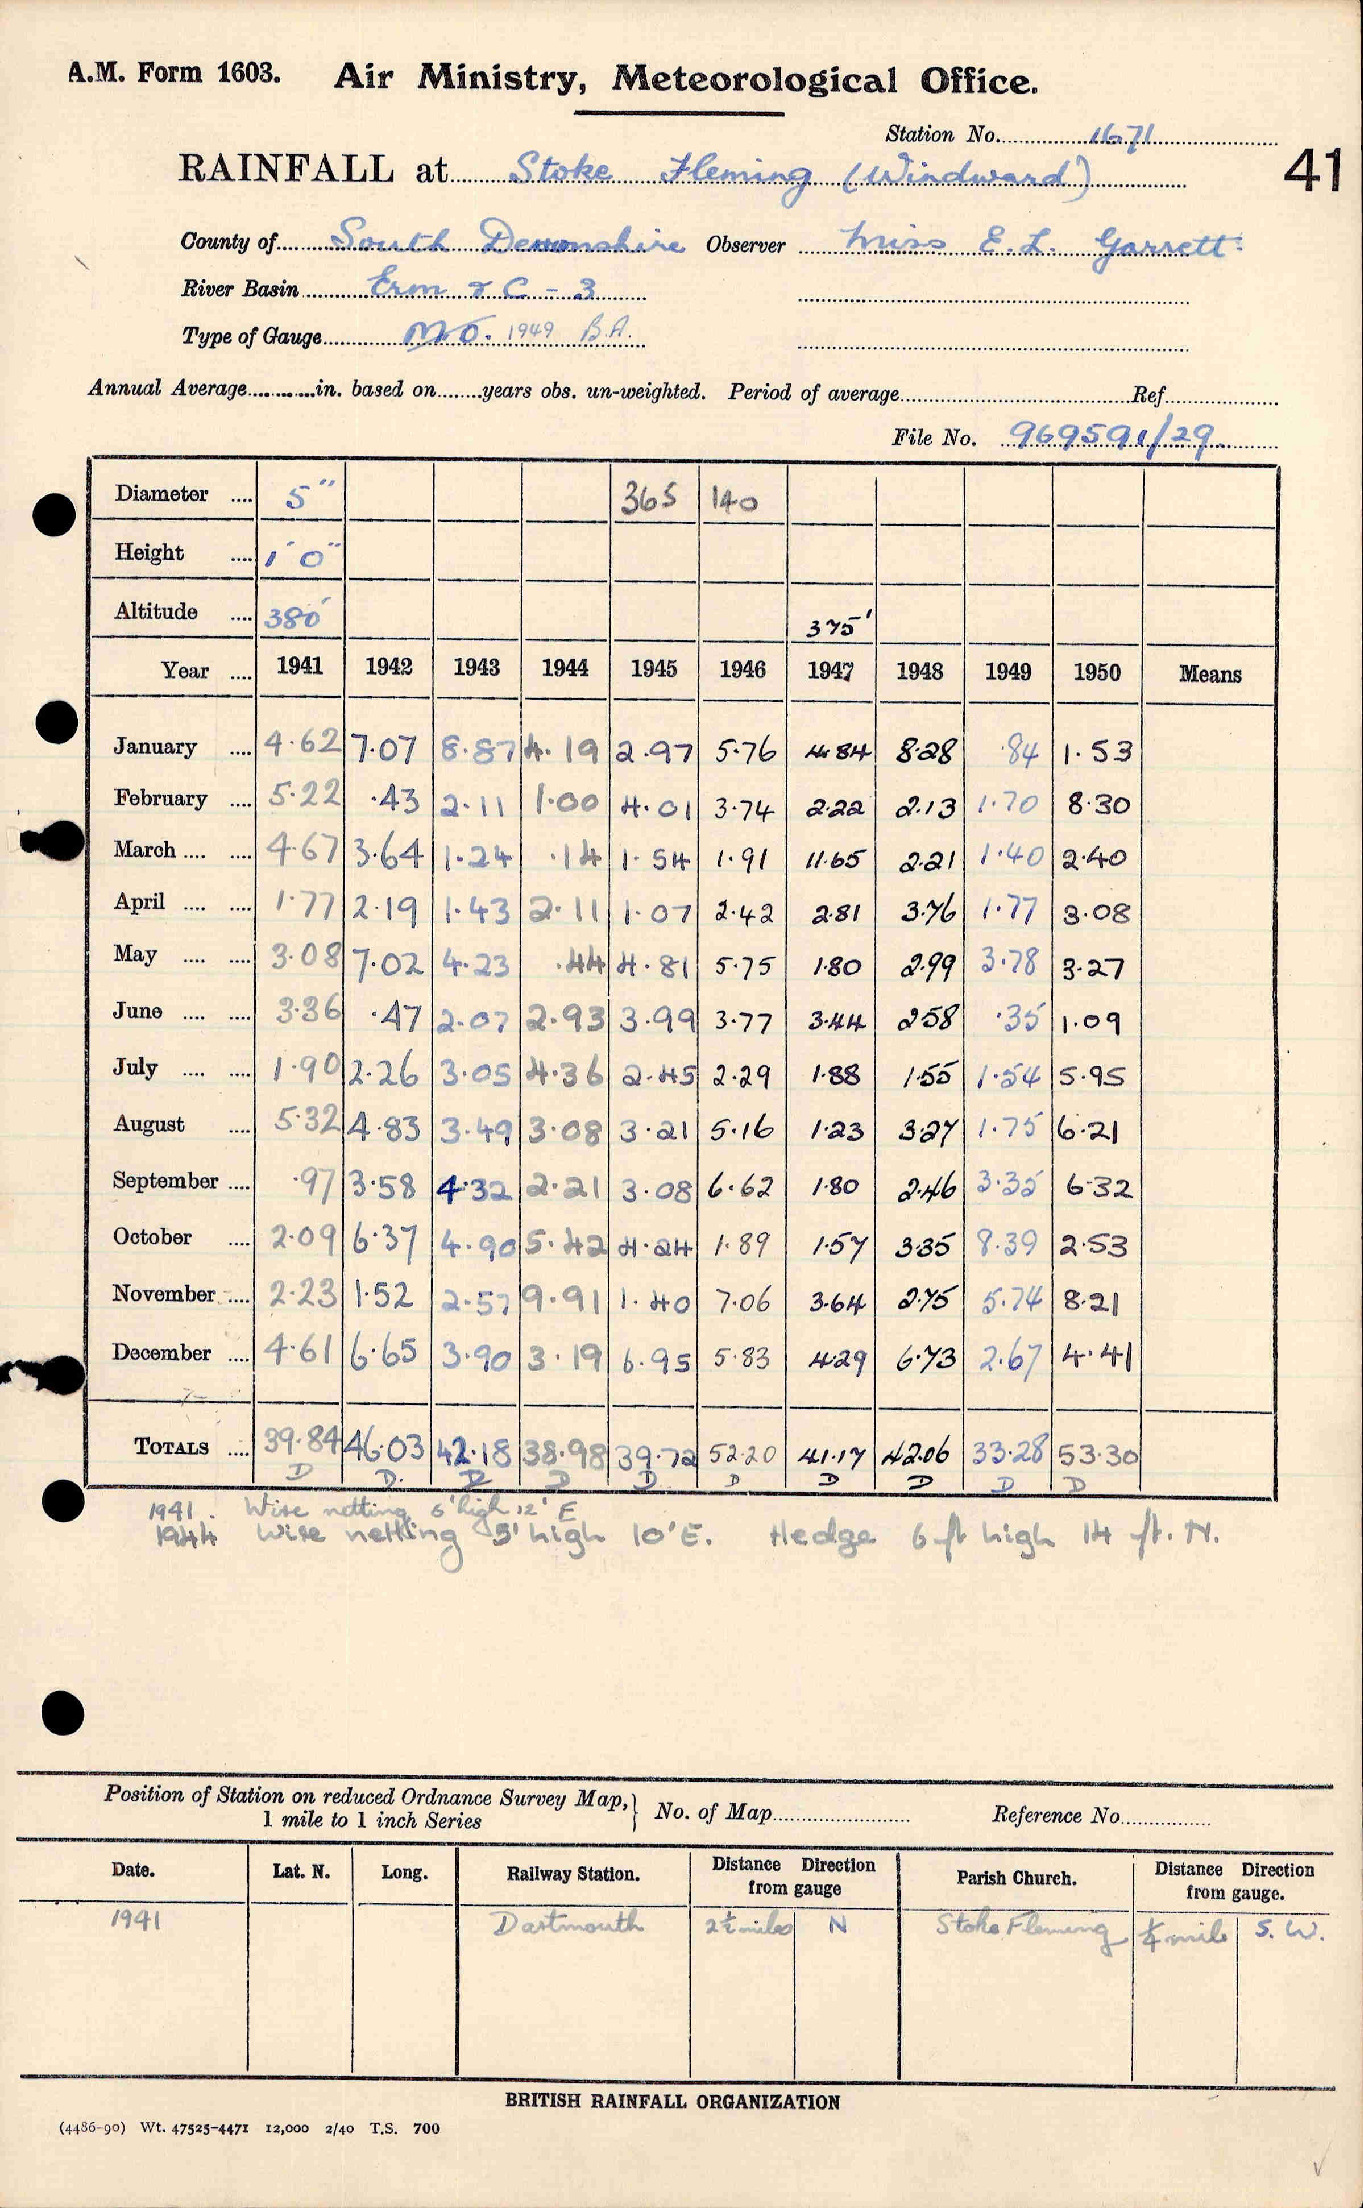 A.M. Form 1603. Air Ministry, Meteorological Office.
Station No. 1671
41
RAINFALL at Stoke Fleming (Windward)
County of South Devonshire Observer Miss E. L. Garrett
River Basin Erm & C - 3
Type of Gauge M.O. 1949 B.A.
Annual Average in. based on years obs. un-weighted. Period of average Ref
File No. 969591/29
Diameter 5" 365 140
Height 1' 0"
Altitude 380' 375'
Year 1941 1942 1943 1944 1945 1946 1947 1948 1949 1950 Means
January 4.62 7.07 8.87 4.19 2.97 5.76 4.84 8.28 .84 1.53
February 5.22 .43 2.11 1.00 4.01 3.74 2.22 2.13 1.70 8.30
March 4.67 3.64 1.24 .14 1.54 1.91 11.65 2.21 1.40 2.40
April 1.77 2.19 1.43 2.11 1.07 2.42 2.81 3.76 1.77 3.08
May 3.08 7.02 4.23 .44 4.81 5.75 1.80 2.99 3.78 3.27
June 3.36 .47 2.07 2.93 3.99 3.77 3.44 2.58 .35 1.09
July 1.90 2.26 3.05 4.36 2.45 2.29 1.88 1.55 1.54 5.95
August 5.32 4.83 3.49 3.08 3.21 5.16 1.23 3.27 1.75 6.21
September .97 3.58 4.32 2.21 3.08 6.62 1.80 2.46 3.35 6.32
October 2.09 6.37 4.90 5.42 4.24 1.89 1.57 3.35 8.39 2.53
November 2.23 1.52 2.57 9.91 1.40 7.06 3.64 2.75 5.74 8.21
December 4.61 6.65 3.90 3.19 6.95 5.83 4.29 6.73 2.67 4.41
TOTALS 39.84 46.03 42.18 38.98 39.72 52.20 41.17 42.06 33.28 53.30
D D. D D D D D D D D
1941. Wire netting 6' high 12' E
1944 Wire netting 5' high 10' E. Hedge 6 ft high 14 ft. N.
Position of Station on reduced Ordnance Survey Map, 1 mile to 1 inch Series No. of Map Reference No.
Date. Lat. N. Long. Railway Station. Distance Direction from gauge Parish Church. Distance Direction from gauge.
1941 Dartmouth 2½ miles N Stoke Fleming ¼ mile S. W.
BRITISH RAINFALL ORGANIZATION
(4486-90) Wt. 47525-4471 12,000 2/40 T.S. 700